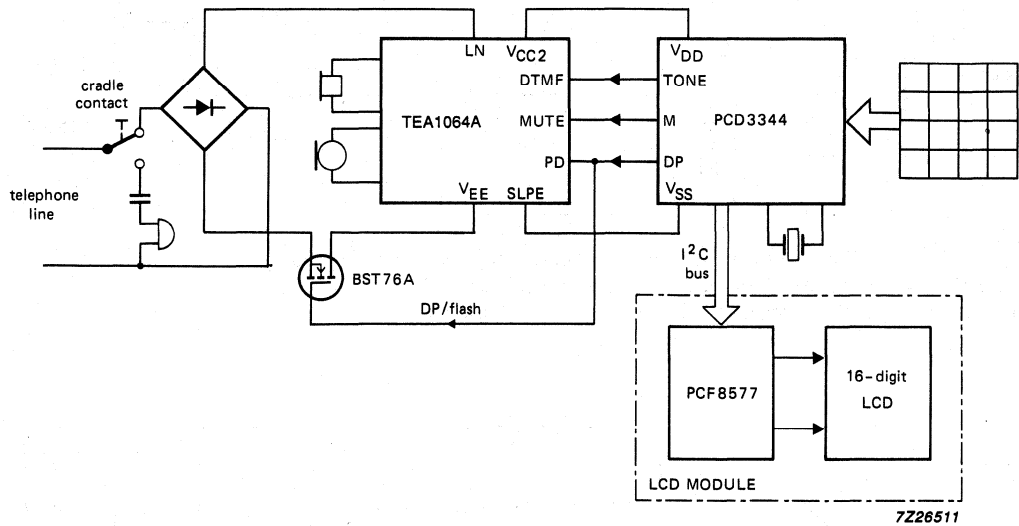 LN
VCC2
VDD
DTMF
TONE
cradle
contact
TEA1064A
MUTE
M
PCD3344
PD
DP
telephone
line
VEE
SLPE
VSS
I2C
bus
BST76A
DP/flash
PCF8577
16-digit
LCD
LCD MODULE
7Z26511